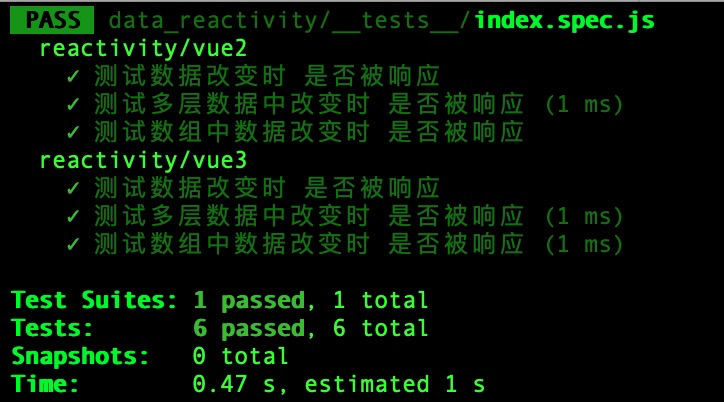 PASS data_reactivity/__tests__/index.spec.js
reactivity/vue2
✓ 测试数据改变时 是否被响应
✓ 测试多层数据中改变时 是否被响应 (1 ms)
✓ 测试数组中数据改变时 是否被响应
reactivity/vue3
✓ 测试数据改变时 是否被响应
✓ 测试多层数据中改变时 是否被响应 (1 ms)
✓ 测试数组中数据改变时 是否被响应 (1 ms)
Test Suites: 1 passed, 1 total
Tests: 6 passed, 6 total
Snapshots: 0 total
Time: 0.47 s, estimated 1 s